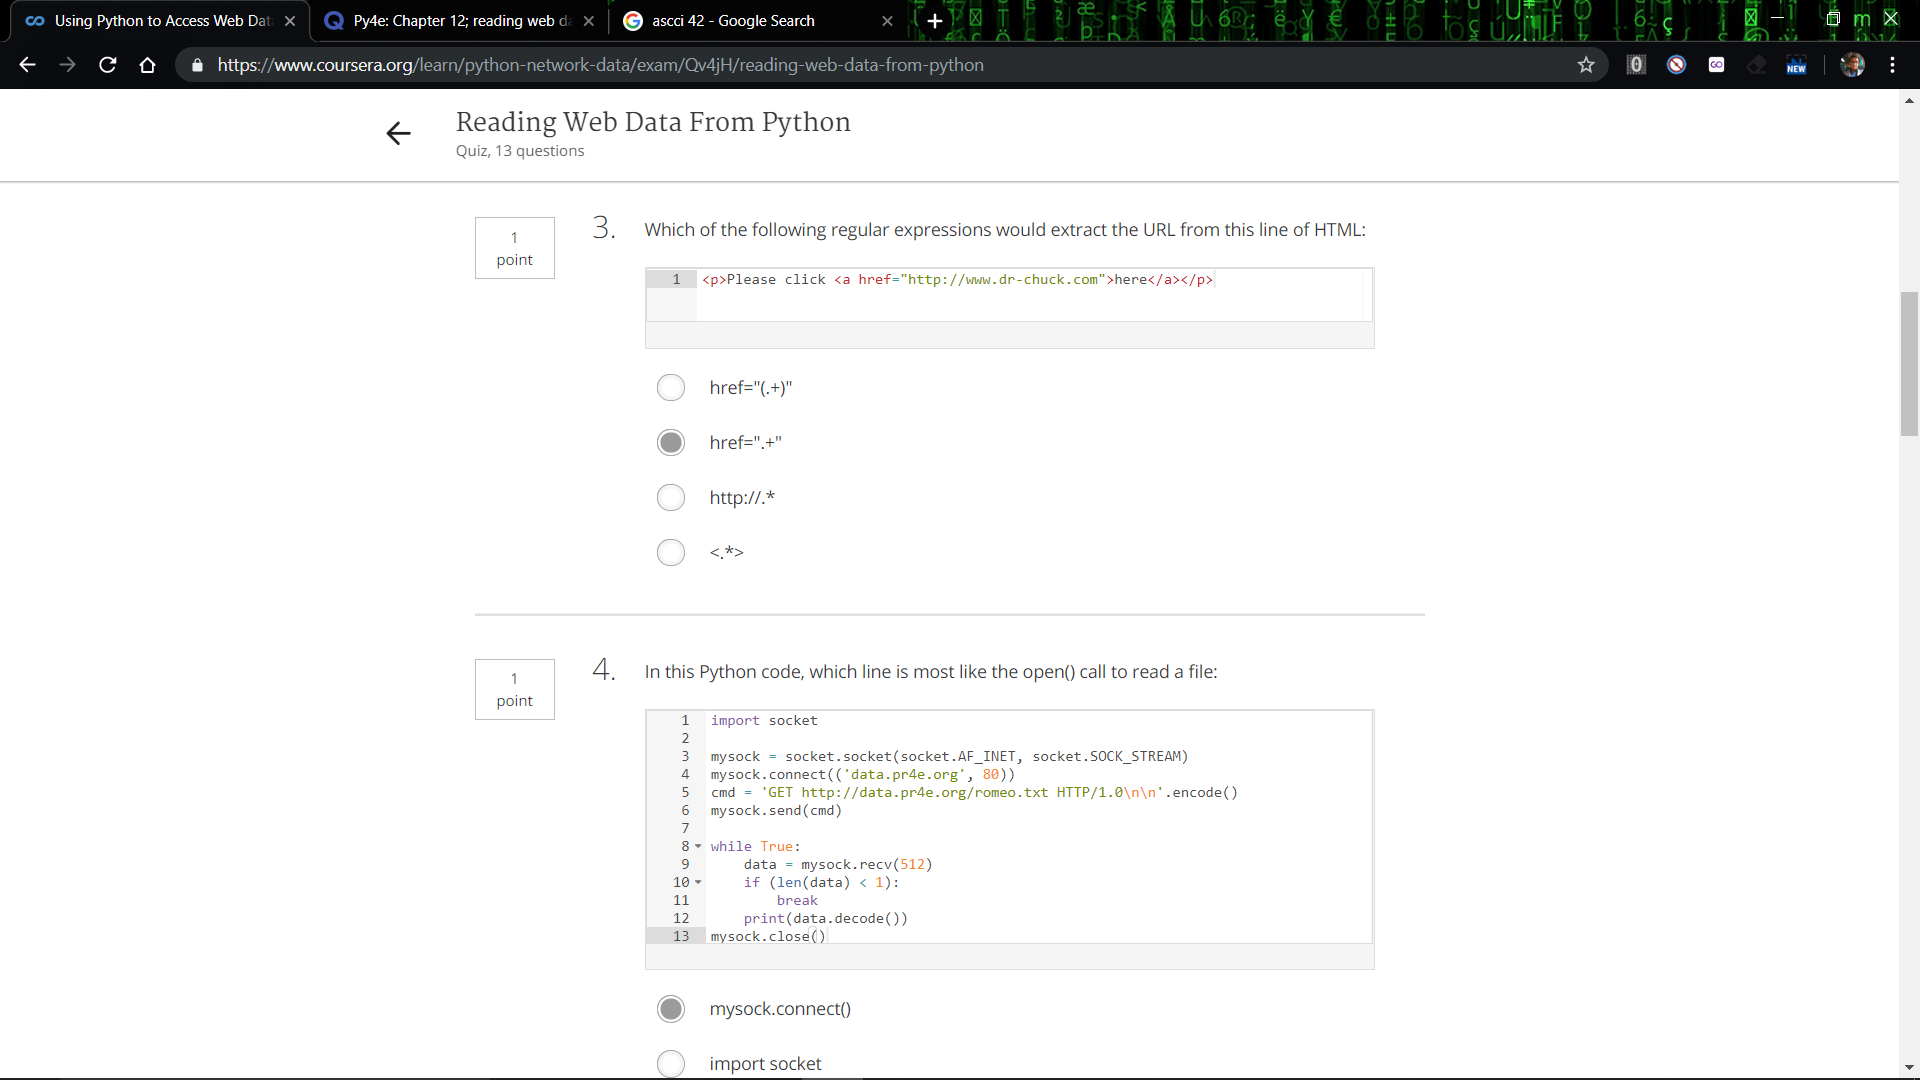 Using Python to Access Web Dat
Py4e: Chapter 12; reading web d
ascci 42 - Google Search
https://www.coursera.org/learn/python-network-data/exam/Qv4jH/reading-web-data-from-python
NEW
Reading Web Data From Python
Quiz, 13 questions
1
point
3.
Which of the following regular expressions would extract the URL from this line of HTML:
1 <p>Please click <a href="http://www.dr-chuck.com">here</a></p>
href="(.+)"
href=".+"
http://.*
<.*>
1
point
4.
In this Python code, which line is most like the open() call to read a file:
1 import socket
2
3 mysock = socket.socket(socket.AF_INET, socket.SOCK_STREAM)
4 mysock.connect(('data.pr4e.org', 80))
5 cmd = 'GET http://data.pr4e.org/romeo.txt HTTP/1.0\n\n'.encode()
6 mysock.send(cmd)
7
8 while True:
9     data = mysock.recv(512)
10     if (len(data) < 1):
11         break
12     print(data.decode())
13 mysock.close()
mysock.connect()
import socket